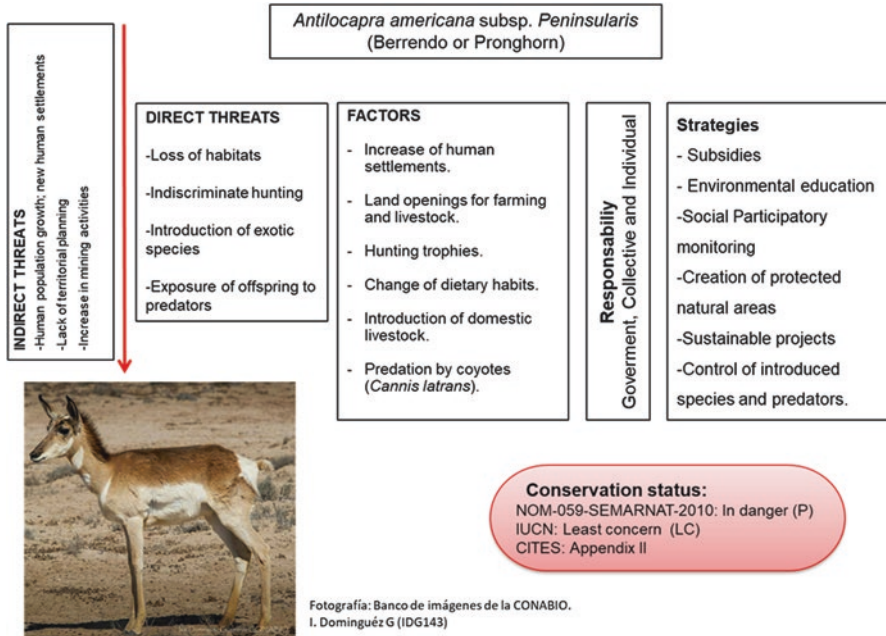 Antilocapra americana subsp. Peninsularis
(Berrendo or Pronghorn)
INDIRECT THREATS
-Human population growth; new human settlements
-Lack of territorial planning
-Increase in mining activities
DIRECT THREATS
-Loss of habitats
-Indiscriminate hunting
-Introduction of exotic
species
-Exposure of offspring to
predators
FACTORS
- Increase of human
settlements.
- Land openings for farming
and livestock.
- Hunting trophies.
- Change of dietary habits.
- Introduction of domestic
livestock.
- Predation by coyotes
(Cannis latrans).
Responsability
Goverment, Collective and Individual
Strategies
- Subsidies
- Environmental education
-Social Participatory
monitoring
-Creation of protected
natural areas
-Sustainable projects
-Control of introduced
species and predators.
Conservation status:
NOM-059-SEMARNAT-2010: In danger (P)
IUCN: Least concern (LC)
CITES: Appendix II
Fotografía: Banco de imágenes de la CONABIO.
I. Dominguéz G (IDG143)